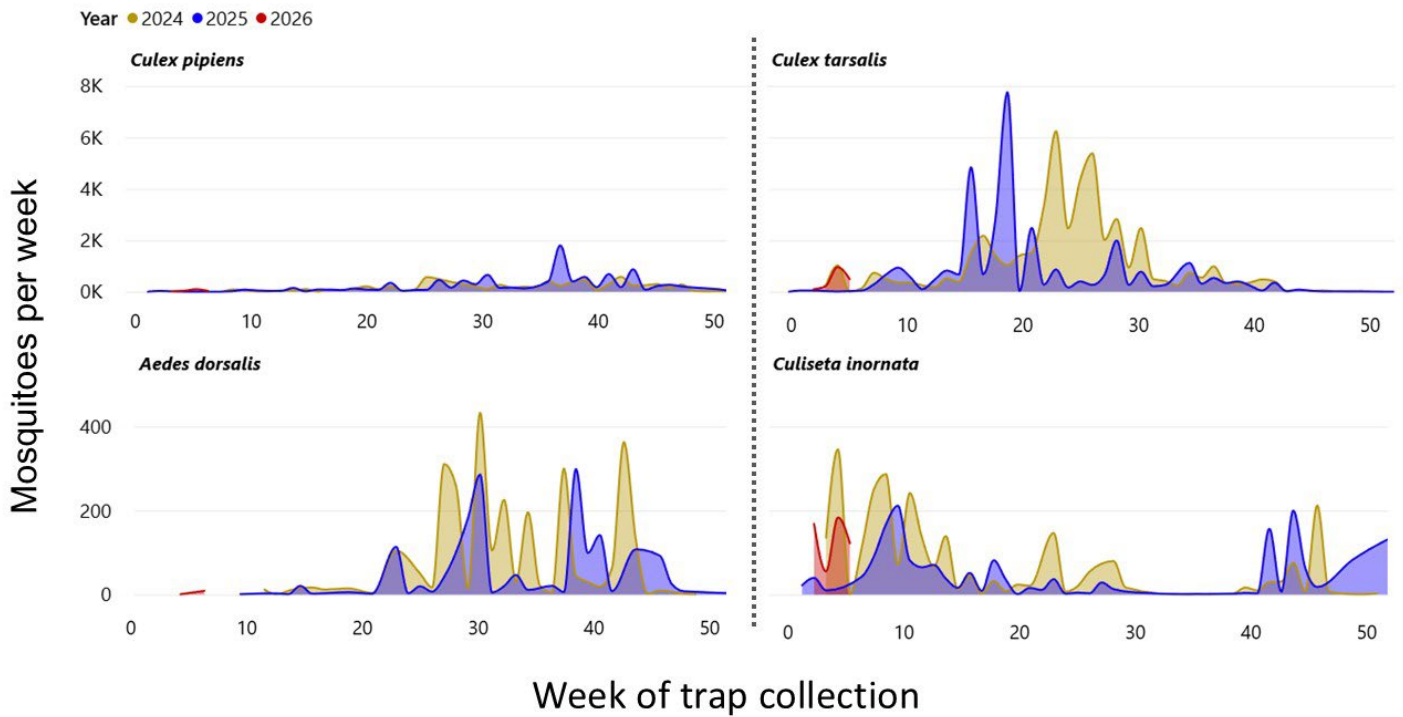 Year 2024 2025 2026
Culex pipiens
Culex tarsalis
8K
6K
4K
2K
0K
0 10 20 30 40 50
0 10 20 30 40 50
Aedes dorsalis
Culiseta inornata
400
200
0
0 10 20 30 40 50
0 10 20 30 40 50
Mosquitoes per week
Week of trap collection